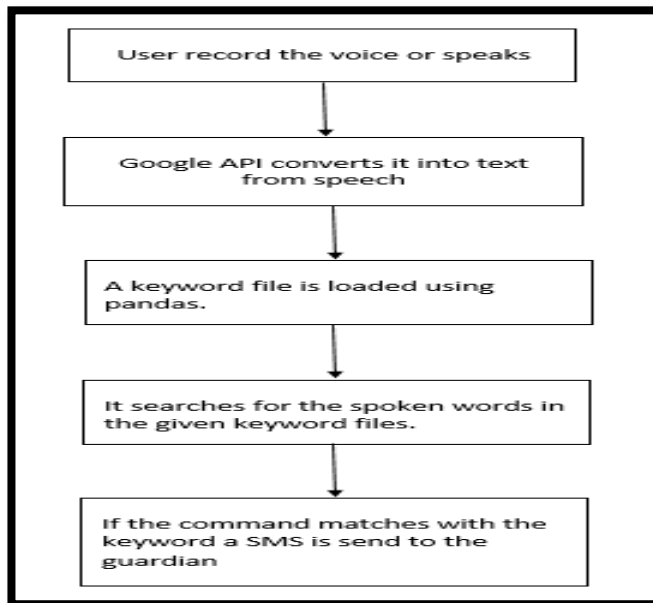 User record the voice or speaks
Google API converts it into text
from speech
A keyword file is loaded using
pandas.
It searches for the spoken words in
the given keyword files.
If the command matches with the
keyword a SMS is send to the
guardian